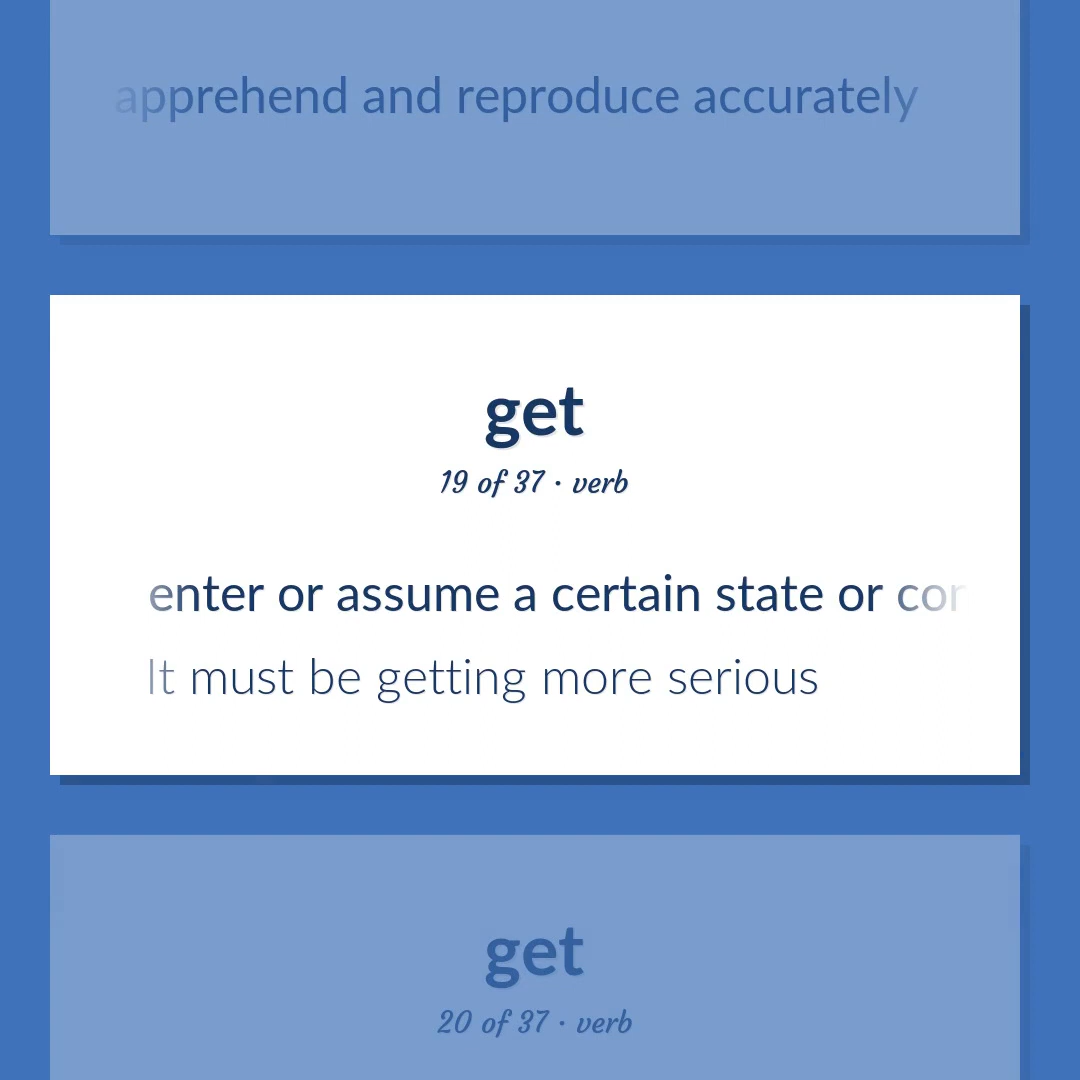 apprehend and reproduce accurately
get
19 of 37 · verb
enter or assume a certain state or
It must be getting more serious
get
20 of 37 · verb